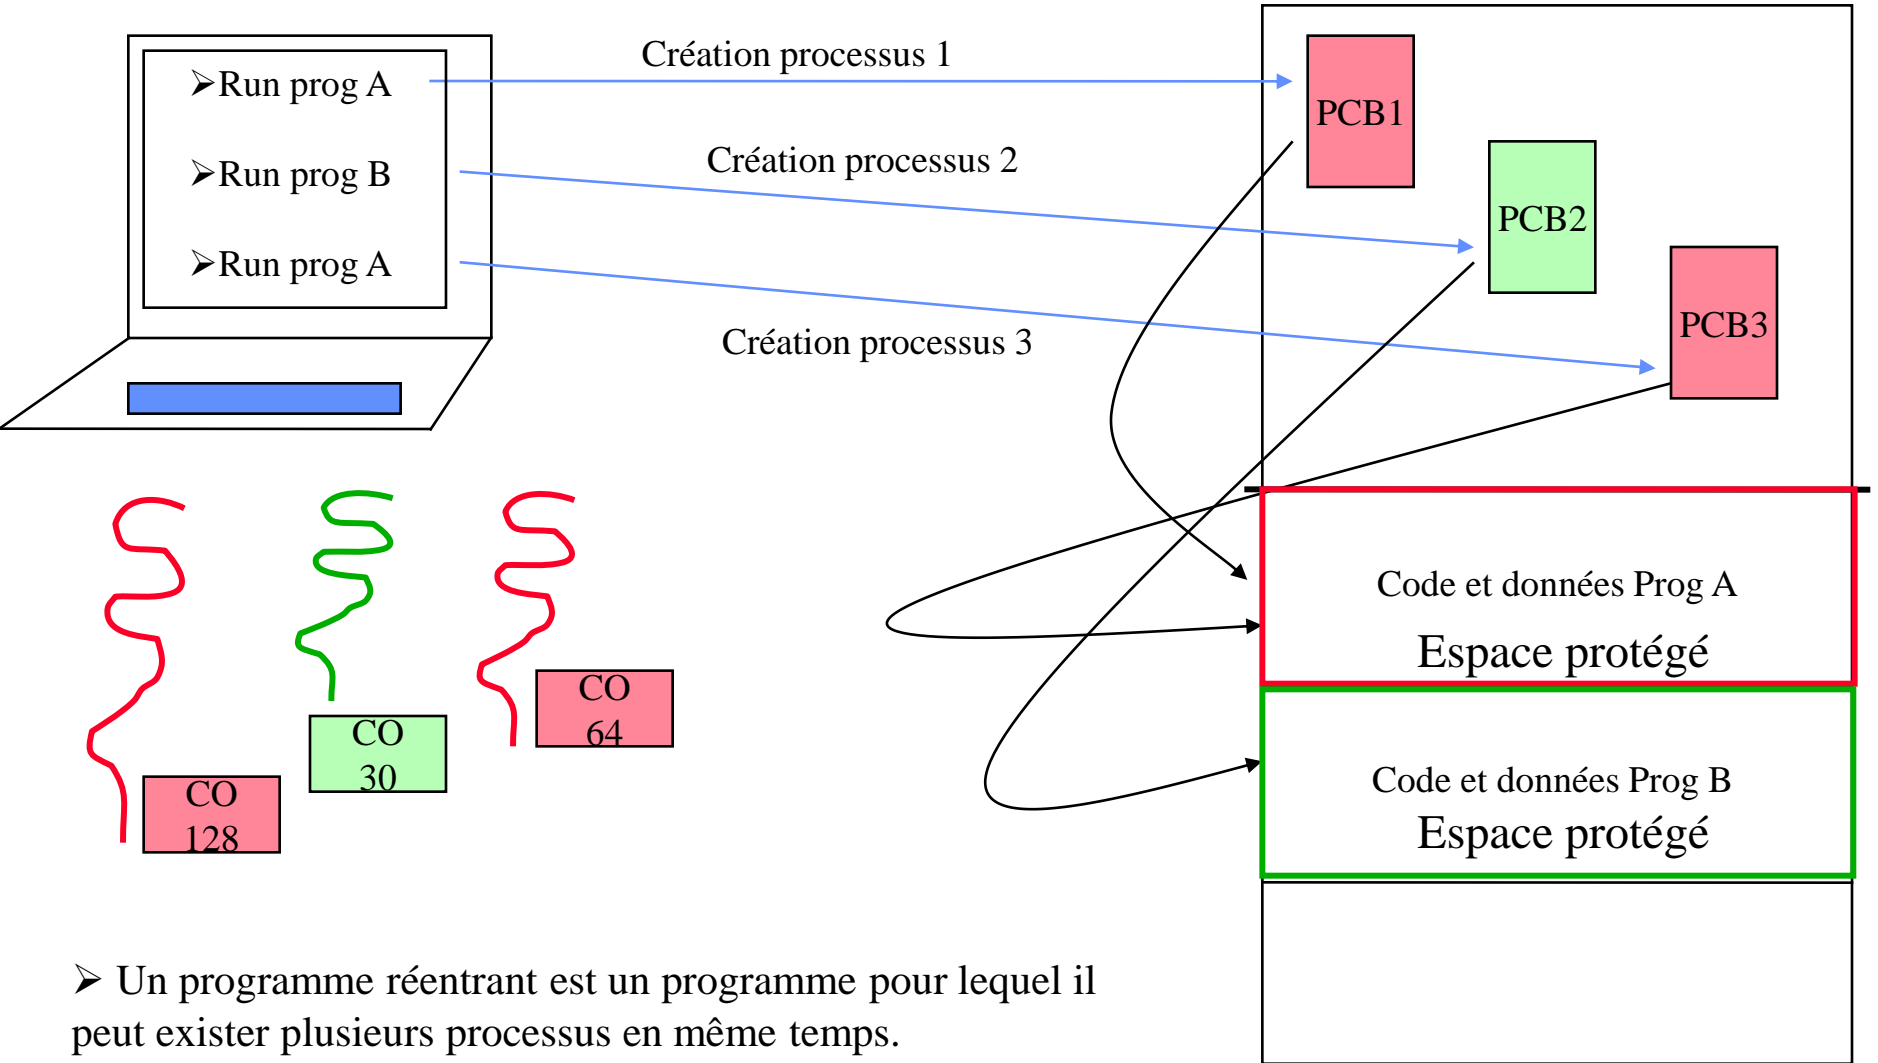 ➢Run prog A
➢Run prog B
➢Run prog A
Création processus 1
Création processus 2
Création processus 3
PCB1
PCB2
PCB3
CO
128
CO
30
CO
64
Code et données Prog A
Espace protégé
Code et données Prog B
Espace protégé
➢ Un programme réentrant est un programme pour lequel il
peut exister plusieurs processus en même temps.